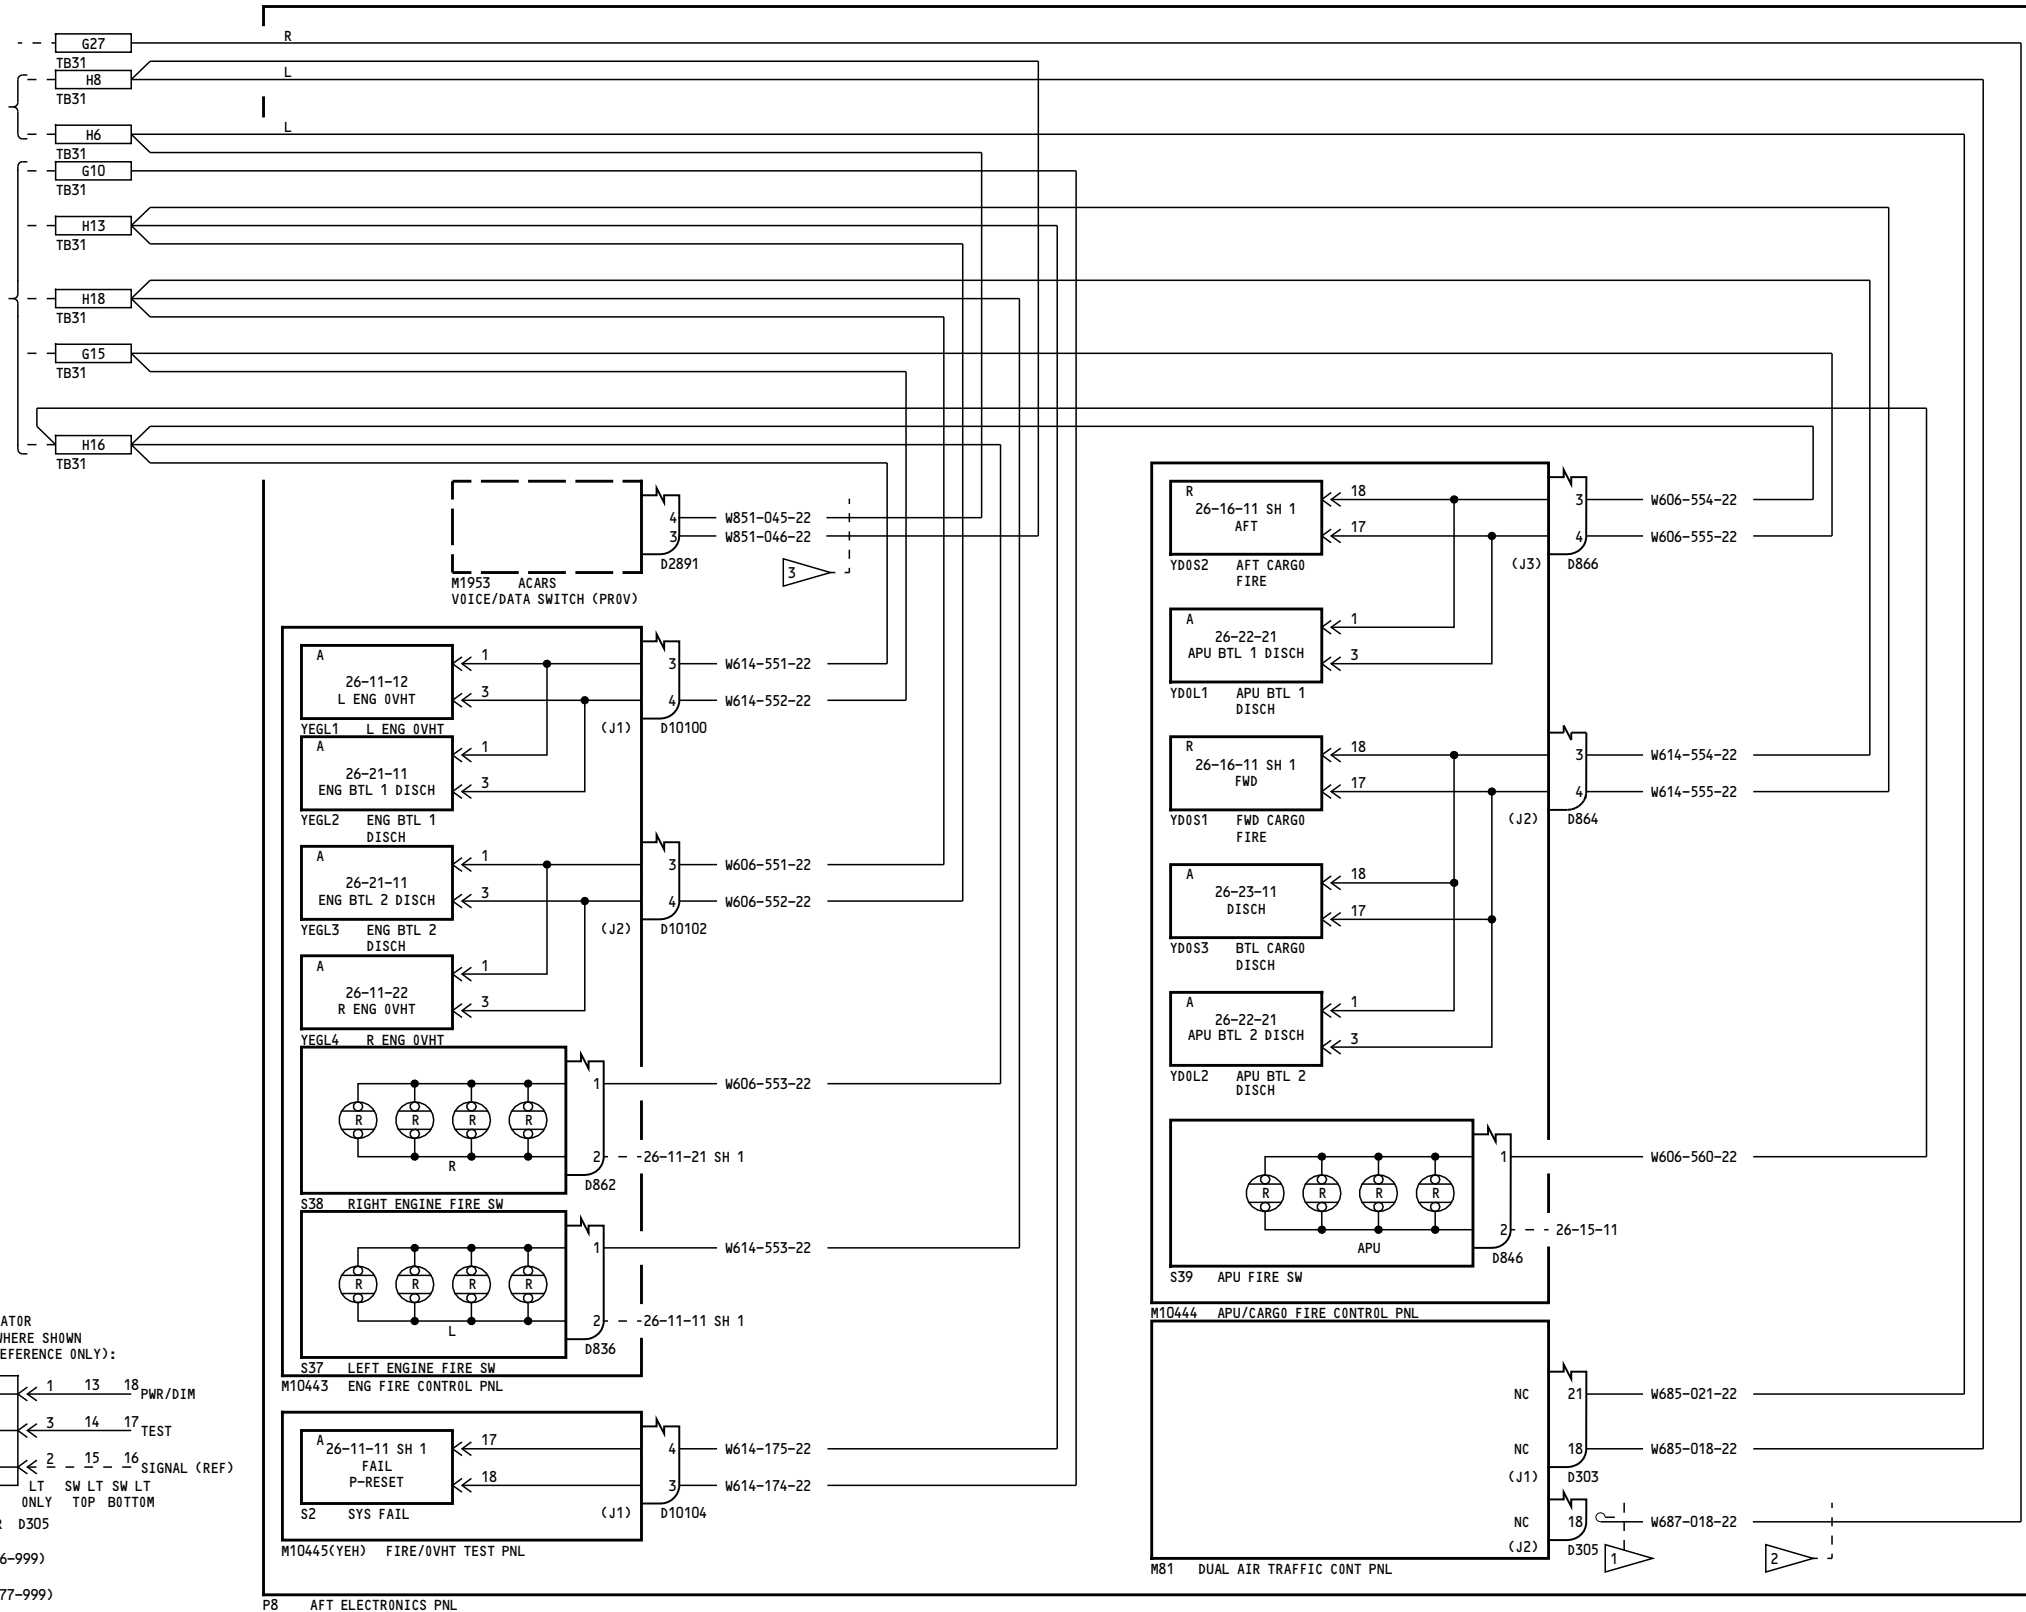 G27
TB31
R
H8
TB31
L
H6
TB31
L
G10
TB31
H13
TB31
H18
TB31
G15
TB31
H16
TB31
4 W851-045-22
3 W851-046-22
D2891
3
M1953 ACARS
VOICE/DATA SWITCH (PROV)
A
26-11-12
L ENG OVHT
1
3
YEGL1 L ENG OVHT
3 W614-551-22
4 W614-552-22
(J1) D10100
A
26-21-11
ENG BTL 1 DISCH
1
3
YEGL2 ENG BTL 1
DISCH
A
26-21-11
ENG BTL 2 DISCH
1
3
YEGL3 ENG BTL 2
DISCH
3 W606-551-22
4 W606-552-22
(J2) D10102
A
26-11-22
R ENG OVHT
1
3
YEGL4 R ENG OVHT
R R R R
R
1 W606-553-22
2 26-11-21 SH 1
D862
S38 RIGHT ENGINE FIRE SW
R R R R
L
1 W614-553-22
2 26-11-11 SH 1
D836
S37 LEFT ENGINE FIRE SW
M10443 ENG FIRE CONTROL PNL
A
26-11-11 SH 1
FAIL
P-RESET
17
18
S2 SYS FAIL
4 W614-175-22
3 W614-174-22
(J1) D10104
M10445(YEH) FIRE/OVHT TEST PNL
P8 AFT ELECTRONICS PNL
R
26-16-11 SH 1
AFT
18
17
YDOS2 AFT CARGO
FIRE
3 W606-554-22
4 W606-555-22
(J3) D866
A
26-22-21
APU BTL 1 DISCH
1
3
YDOL1 APU BTL 1
DISCH
R
26-16-11 SH 1
FWD
18
17
YDOS1 FWD CARGO
FIRE
3 W614-554-22
4 W614-555-22
(J2) D864
A
26-23-11
DISCH
18
17
YDOS3 BTL CARGO
DISCH
A
26-22-21
APU BTL 2 DISCH
1
3
YDOL2 APU BTL 2
DISCH
R R R R
APU
1 W606-560-22
2 26-15-11
D846
S39 APU FIRE SW
M10444 APU/CARGO FIRE CONTROL PNL
NC 21 W685-021-22
NC 18 W685-018-22
(J1) D303
NC 18 W687-018-22
(J2) D305
1
2
M81 DUAL AIR TRAFFIC CONT PNL
ATOR
WHERE SHOWN
EFERENCE ONLY):
1 13 18 PWR/DIM
3 14 17 TEST
2 15 16 SIGNAL (REF)
LT SW LT SW LT
ONLY TOP BOTTOM
R D305
6-999)
77-999)